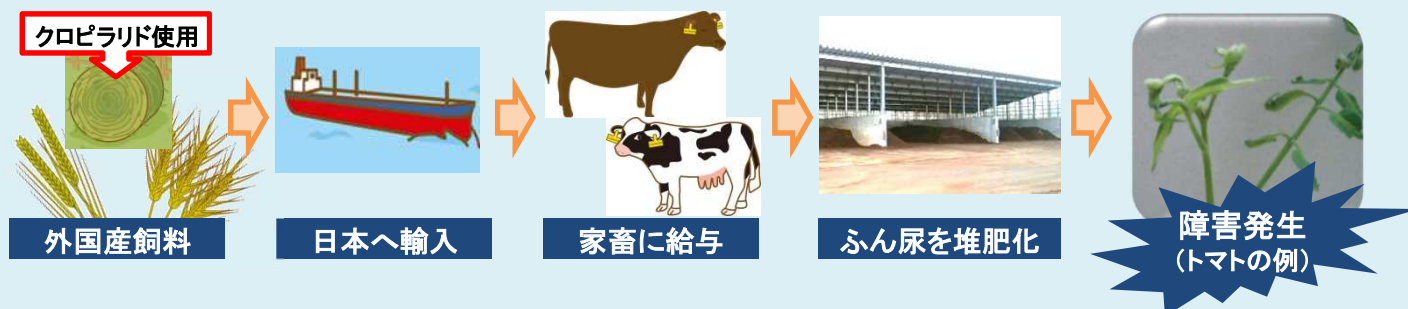 クロピラリド使用
外国産飼料
日本へ輸入
家畜に給与
ふん尿を堆肥化
障害発生
（トマトの例）